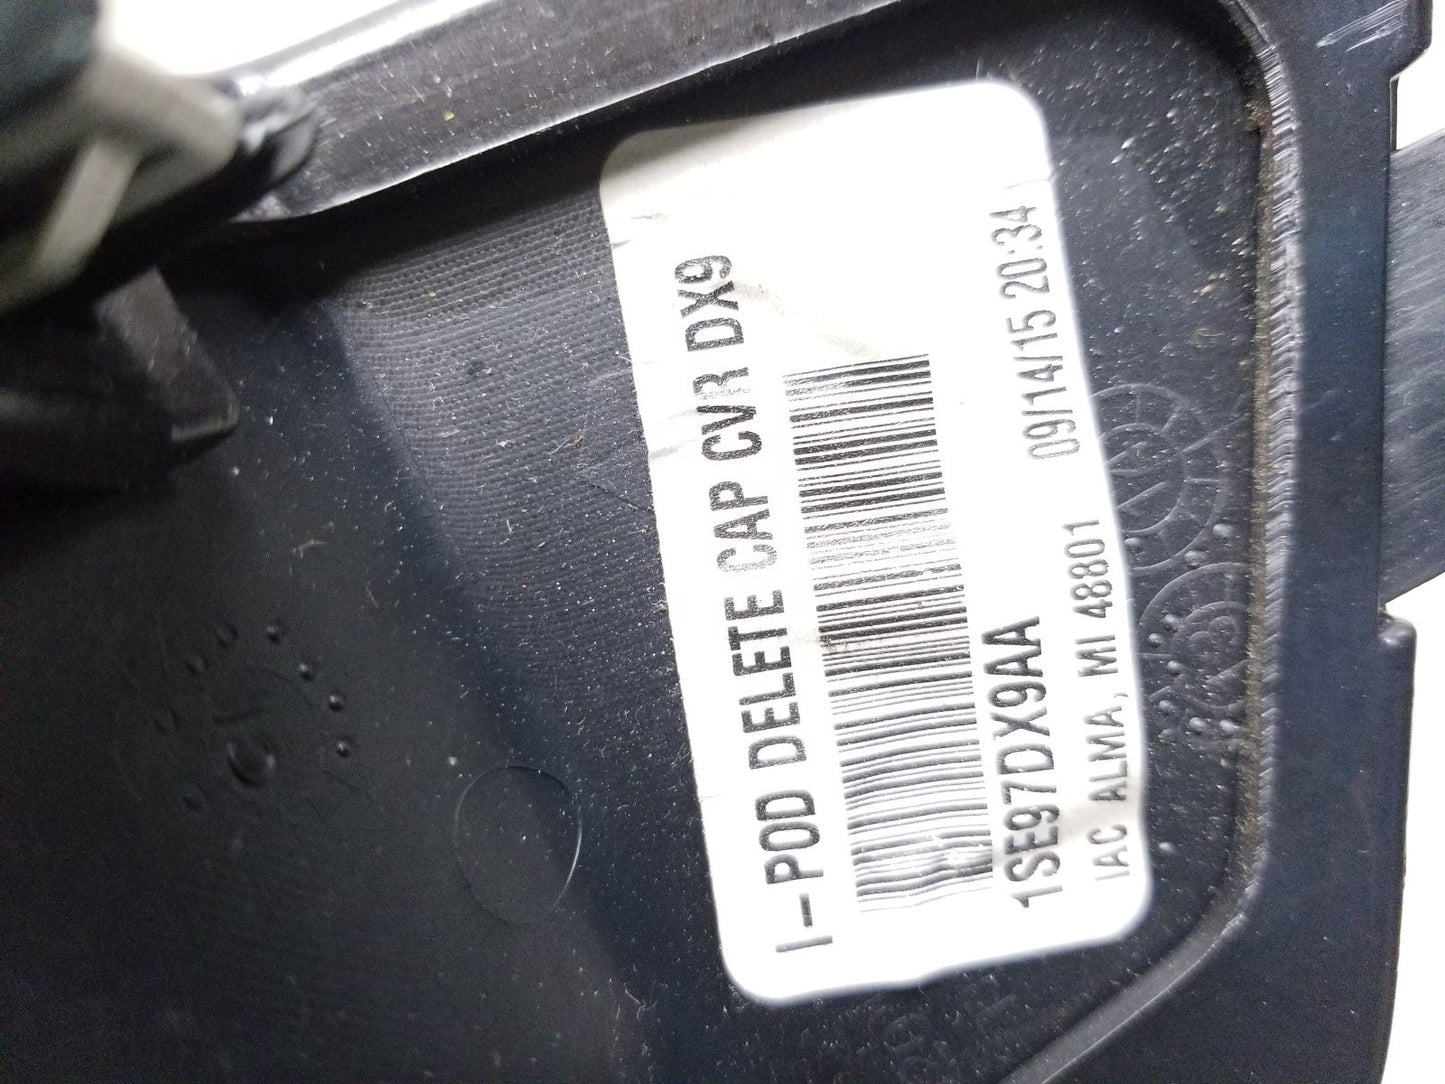 I-POD DELETE CAP CVR DX9
1SE97DX9AA
IAC ALMA, MI 48801 09/14/15 20:34